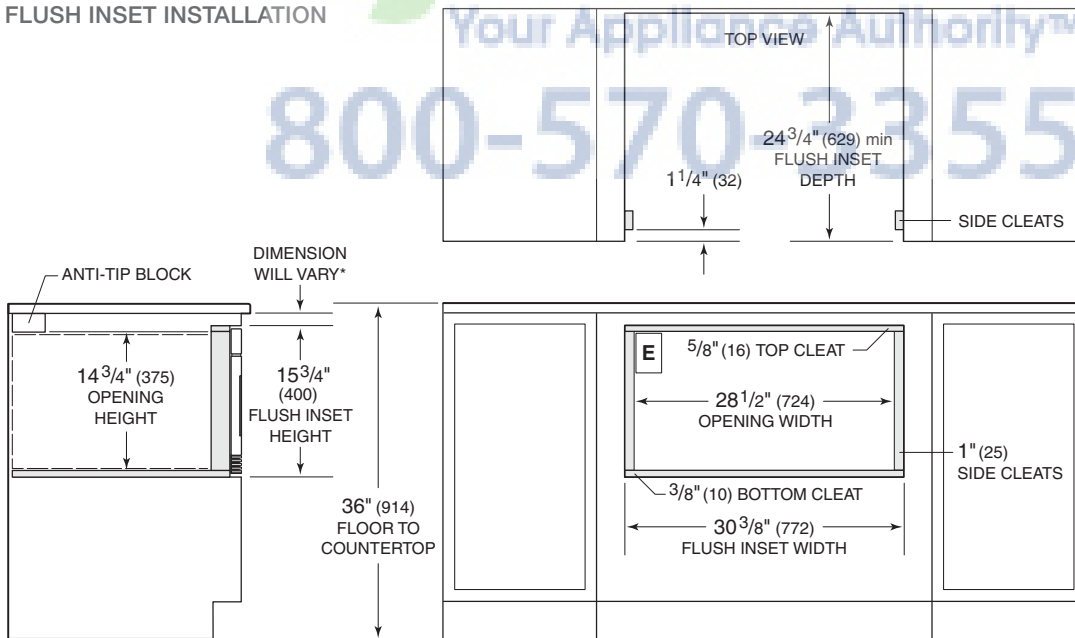 FLUSH INSET INSTALLATION
Your Appliance Authority™
800-570-3355
TOP VIEW
24 3/4" (629) min
FLUSH INSET
DEPTH
1 1/4" (32)
SIDE CLEATS
ANTI-TIP BLOCK
DIMENSION
WILL VARY*
14 3/4" (375)
OPENING
HEIGHT
15 3/4"
(400)
FLUSH INSET
HEIGHT
36" (914)
FLOOR TO
COUNTERTOP
E
5/8" (16) TOP CLEAT
28 1/2" (724)
OPENING WIDTH
1" (25)
SIDE CLEATS
3/8" (10) BOTTOM CLEAT
30 3/8" (772)
FLUSH INSET WIDTH